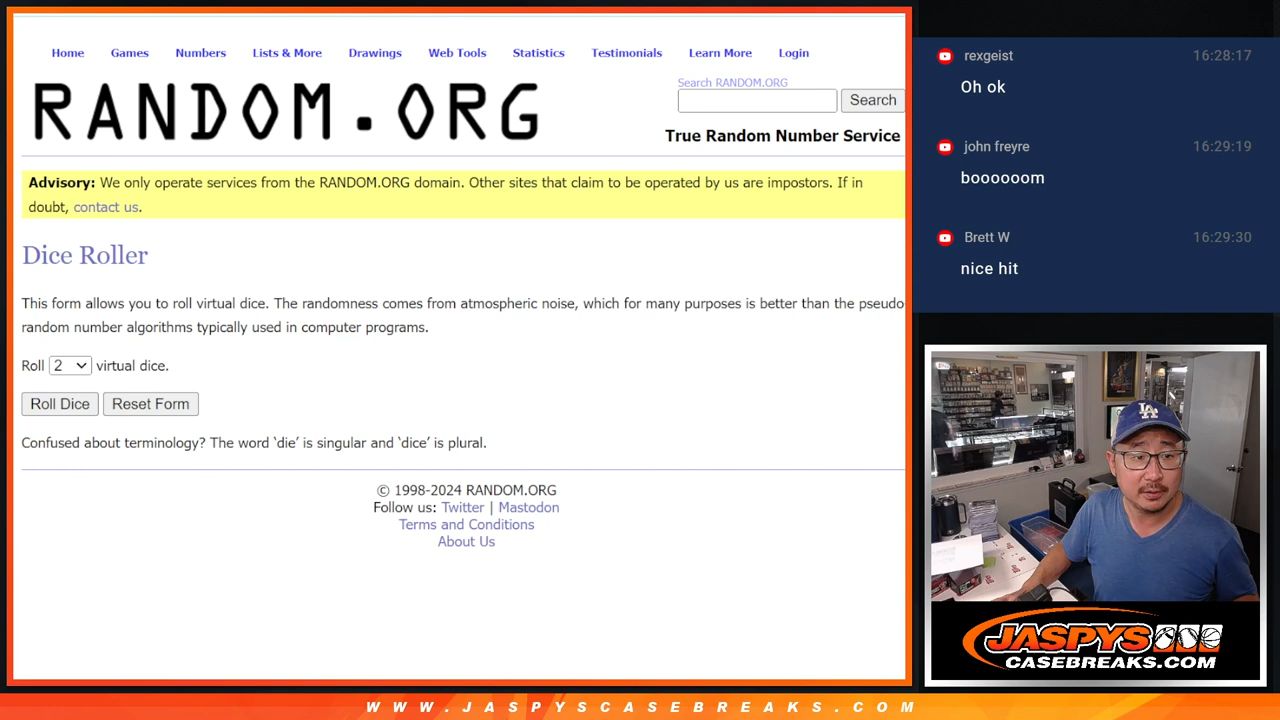 Home Games Numbers Lists & More Drawings Web Tools Statistics Testimonials Learn More Login
RANDOM.ORG
Search RANDOM.ORG
Search
True Random Number Service
Advisory: We only operate services from the RANDOM.ORG domain. Other sites that claim to be operated by us are impostors. If in
doubt, contact us.
Dice Roller
This form allows you to roll virtual dice. The randomness comes from atmospheric noise, which for many purposes is better than the pseudo
random number algorithms typically used in computer programs.
Roll 2 virtual dice.
Roll Dice Reset Form
Confused about terminology? The word ‘die’ is singular and ‘dice’ is plural.
© 1998-2024 RANDOM.ORG
Follow us: Twitter | Mastodon
Terms and Conditions
About Us
rexgeist 16:28:17
Oh ok
john freyre 16:29:19
boooooom
Brett W 16:29:30
nice hit
LA
JASPYS
CASEBREAKS.COM
WWW.JASPYSCASEBREAKS.COM